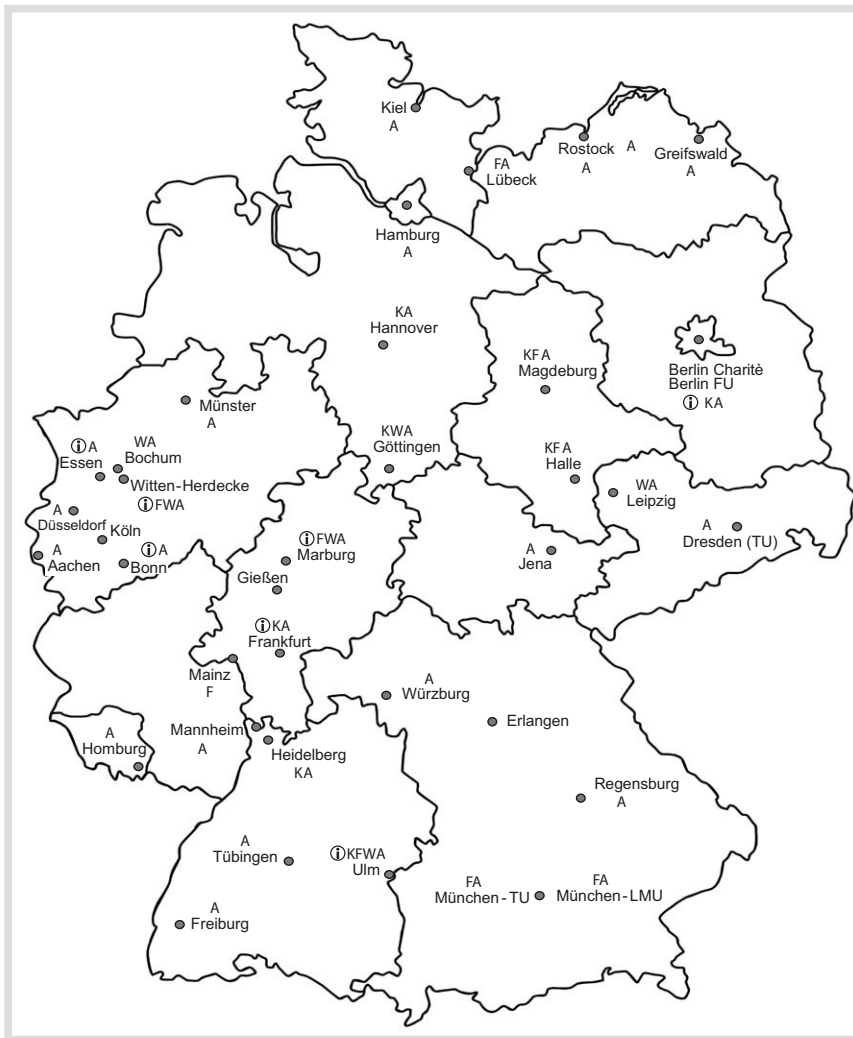 Kiel
A
FA
Lübeck
Rostock
A
A
Greifswald
A
Hamburg
A
KA
Hannover
KFA
Magdeburg
Berlin Charitè
Berlin FU
ⓘ KA
Münster
A
KWA
Göttingen
KFA
Halle
WA
Leipzig
ⓘ A
Essen
WA
Bochum
Witten-Herdecke
ⓘ FWA
A
Düsseldorf
Köln
A
Aachen
ⓘ A
Bonn
ⓘ FWA
Marburg
Gießen
A
Jena
A
Dresden (TU)
ⓘ KA
Frankfurt
Mainz
F
A
Würzburg
Erlangen
A
Homburg
Mannheim
A
Heidelberg
KA
Regensburg
A
A
Tübingen
ⓘ KFWA
Ulm
FA
München - TU
FA
München - LMU
A
Freiburg